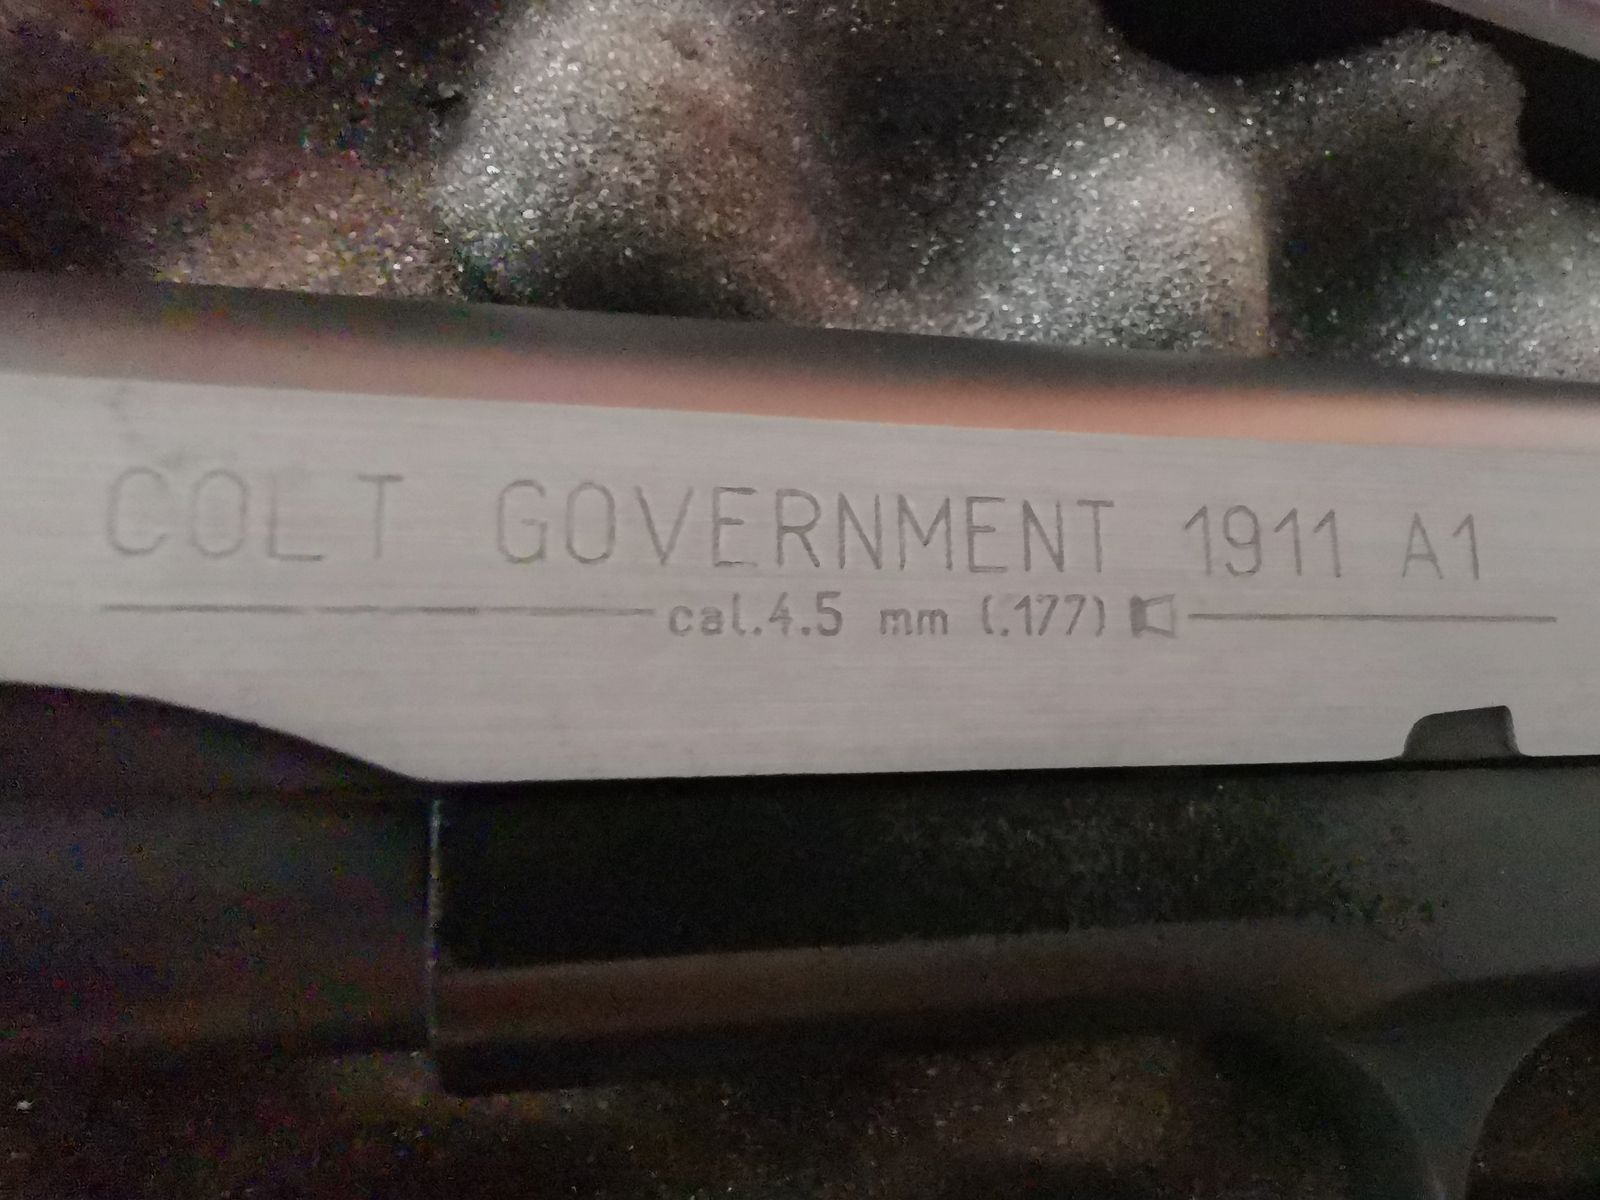 COLT GOVERNMENT 1911 A1
cal.4.5 mm (.177)